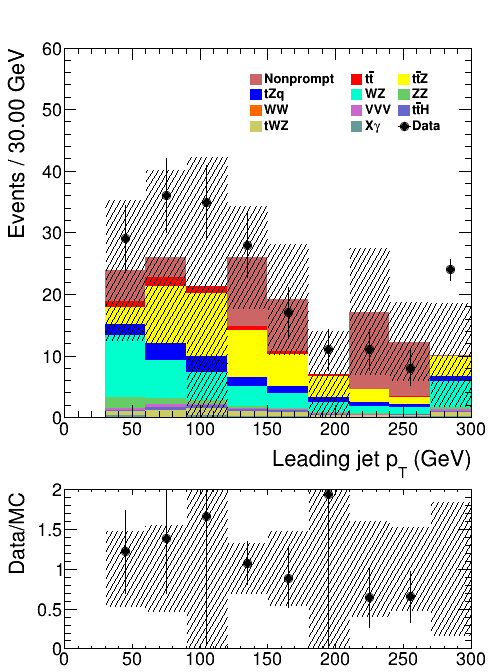 Events / 30.00 GeV
60
50
40
30
20
10
0
Nonprompt tt̄ tt̄Z
tZq WZ ZZ
WW VVV tt̄H
tWZ Xγ Data
0 50 100 150 200 250 300
Leading jet p_T (GeV)
Data/MC
2
1.5
1
0.5
0
0 50 100 150 200 250 300